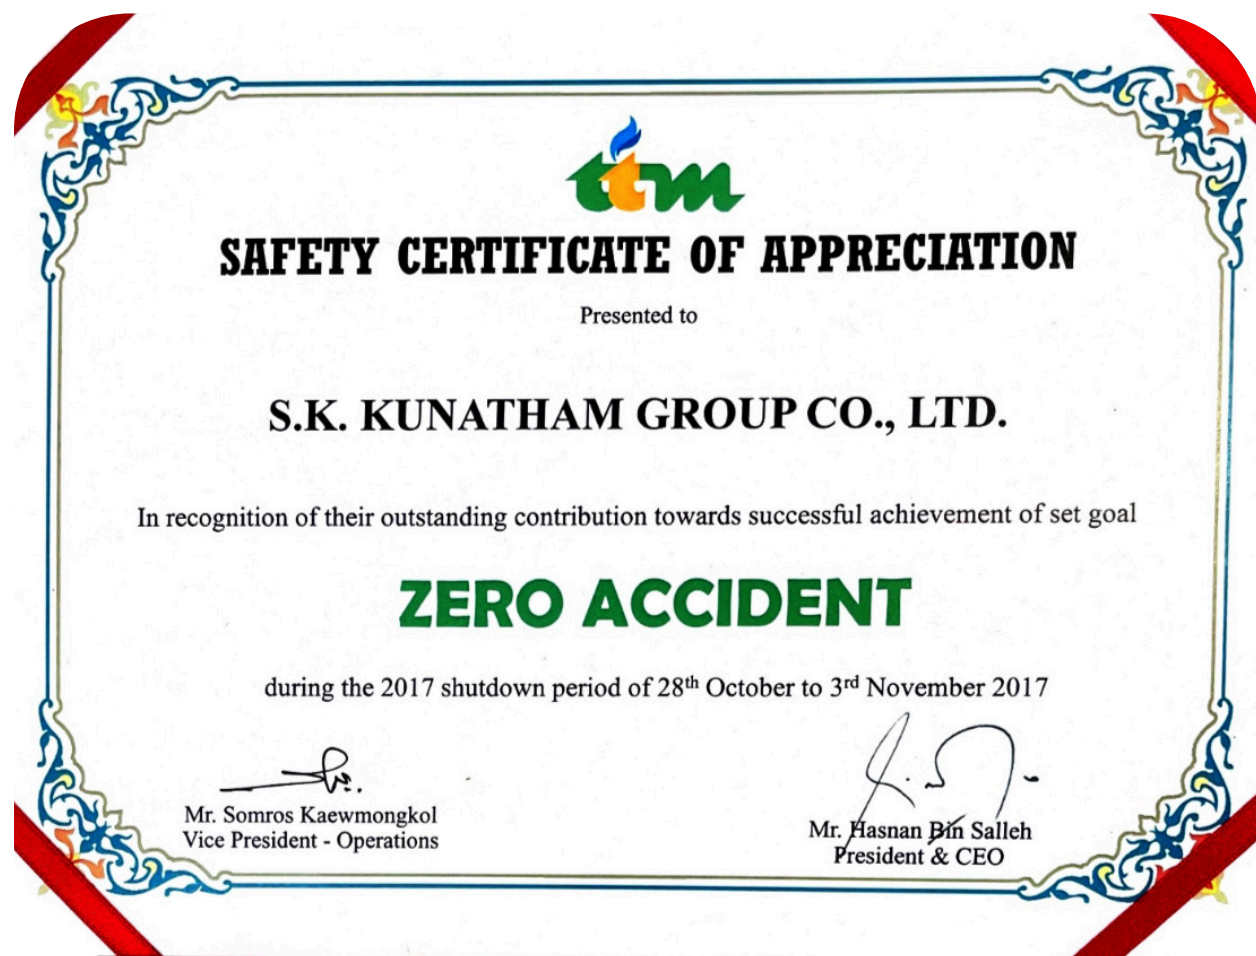 ttm
SAFETY CERTIFICATE OF APPRECIATION
Presented to
S.K. KUNATHAM GROUP CO., LTD.
In recognition of their outstanding contribution towards successful achievement of set goal
ZERO ACCIDENT
during the 2017 shutdown period of 28th October to 3rd November 2017
Mr. Somros Kaewmongkol
Vice President - Operations
Mr. Hasnan Bin Salleh
President & CEO